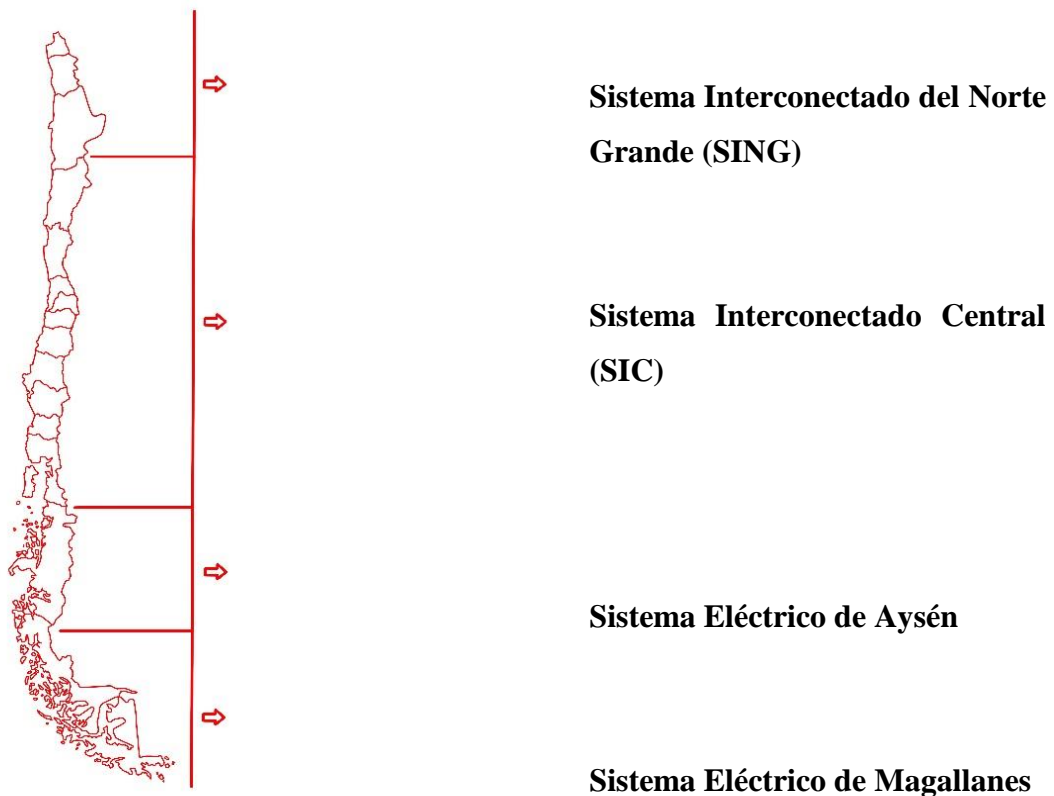 Sistema Interconectado del Norte
Grande (SING)
Sistema Interconectado Central
(SIC)
Sistema Eléctrico de Aysén
Sistema Eléctrico de Magallanes